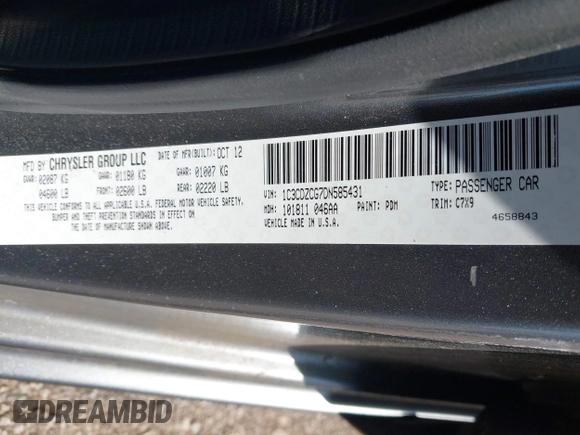 MFD BY CHRYSLER GROUP LLC DATE OF MFR(BUILT): OCT 12
GVWR: 02087 KG GAWR: 01180 KG GAWR: 01007 KG
04600 LB FRONT: 02600 LB REAR: 02220 LB
THIS VEHICLE CONFORMS TO ALL U.S.A. FEDERAL MOTOR VEHICLE SAFETY,
BUMPER AND THEFT PREVENTION STANDARDS IN EFFECT ON
THE DATE OF MANUFACTURE SHOWN ABOVE.
VIN: 1C3CDZCG7DN585431 TYPE: PASSENGER CAR
MDH: 101811 046AA PAINT: PDM TRIM: C7X9
VEHICLE MADE IN U.S.A. 4658843
DREAMBID